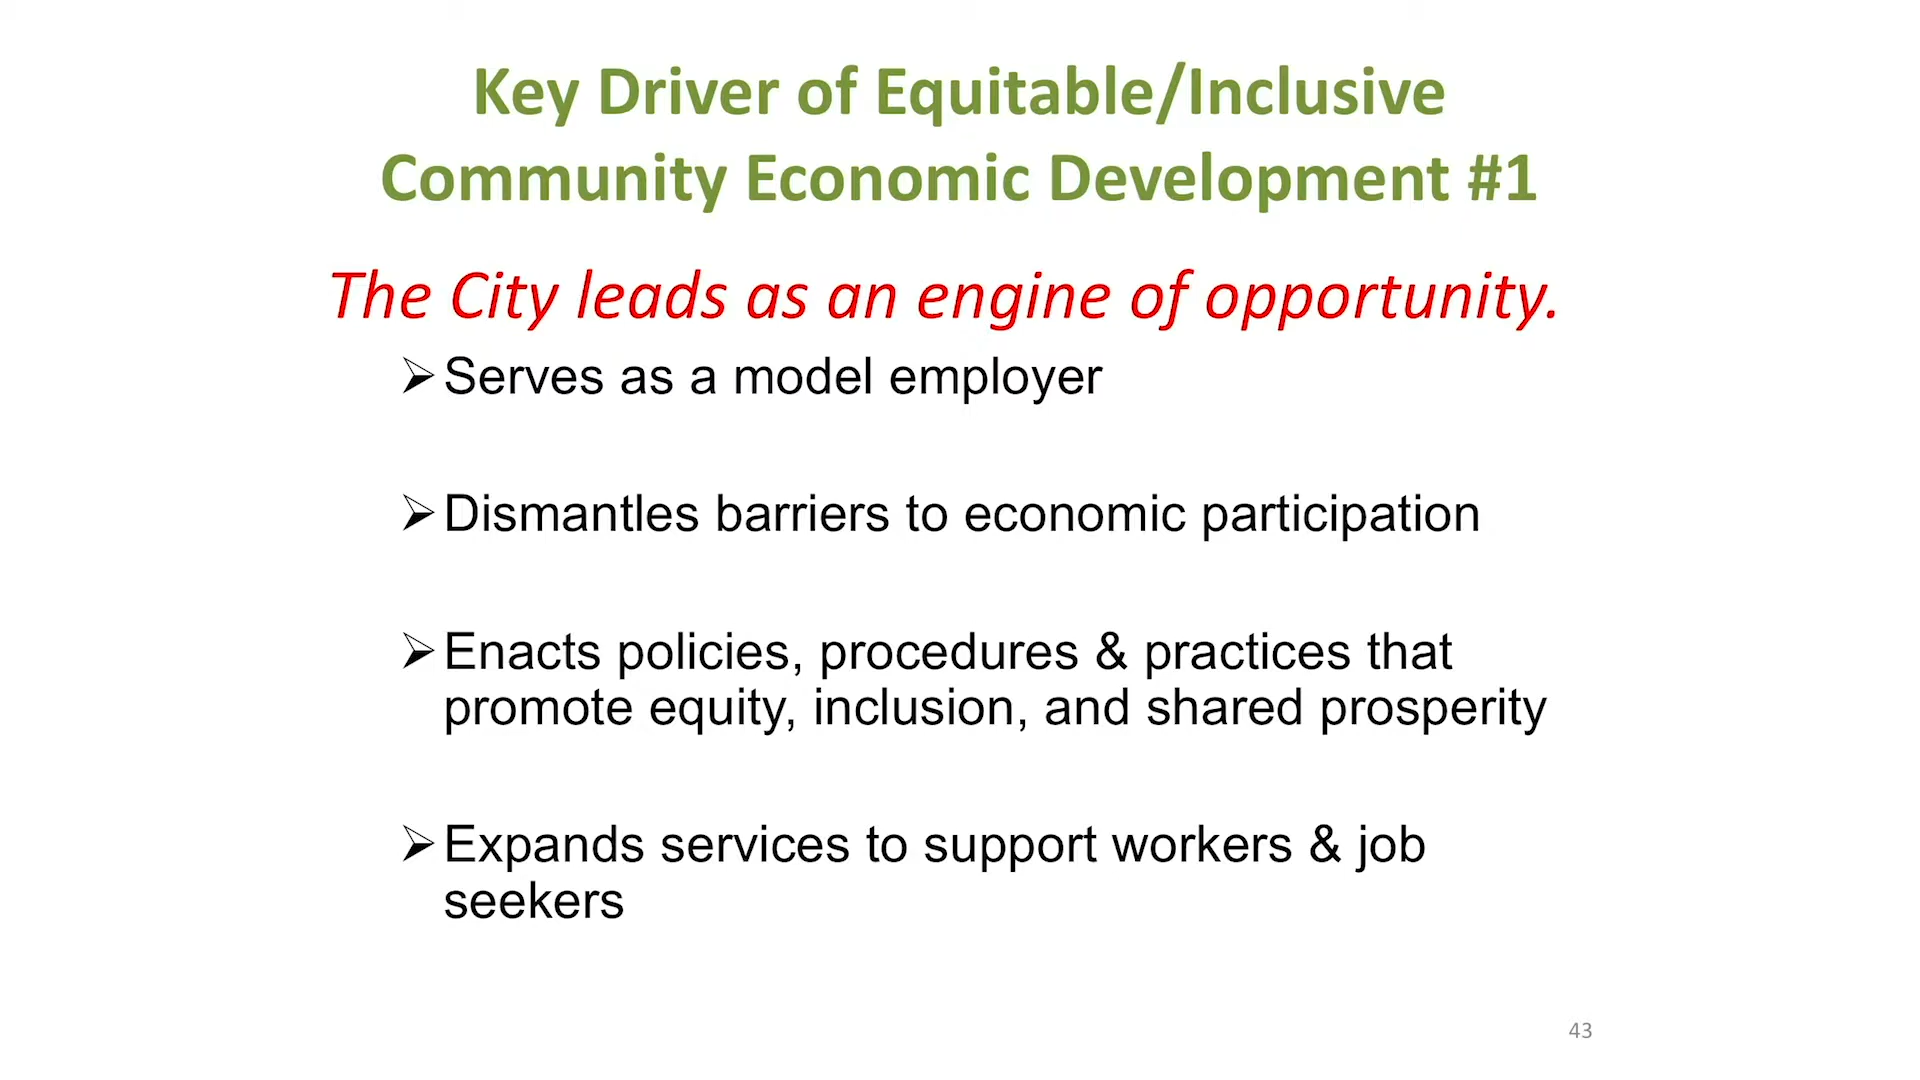 Key Driver of Equitable/Inclusive
Community Economic Development #1
The City leads as an engine of opportunity.
➢Serves as a model employer
➢Dismantles barriers to economic participation
➢Enacts policies, procedures & practices that
promote equity, inclusion, and shared prosperity
➢Expands services to support workers & job
seekers
43